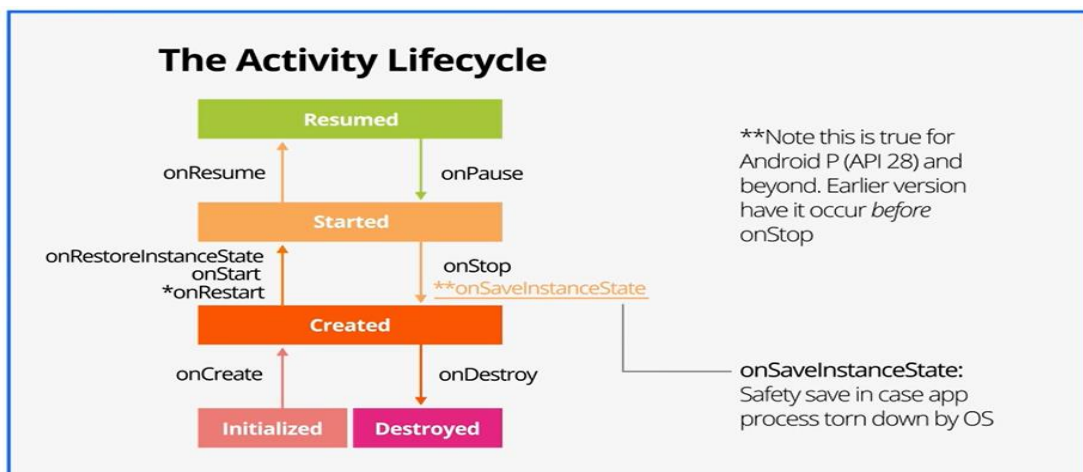 The Activity Lifecycle
Resumed
onResume
onPause
Started
onRestoreInstanceState
onStart
*onRestart
onStop
**onSaveInstanceState
Created
onCreate
onDestroy
Initialized
Destroyed
**Note this is true for
Android P (API 28) and
beyond. Earlier version
have it occur before
onStop
onSaveInstanceState:
Safety save in case app
process torn down by OS